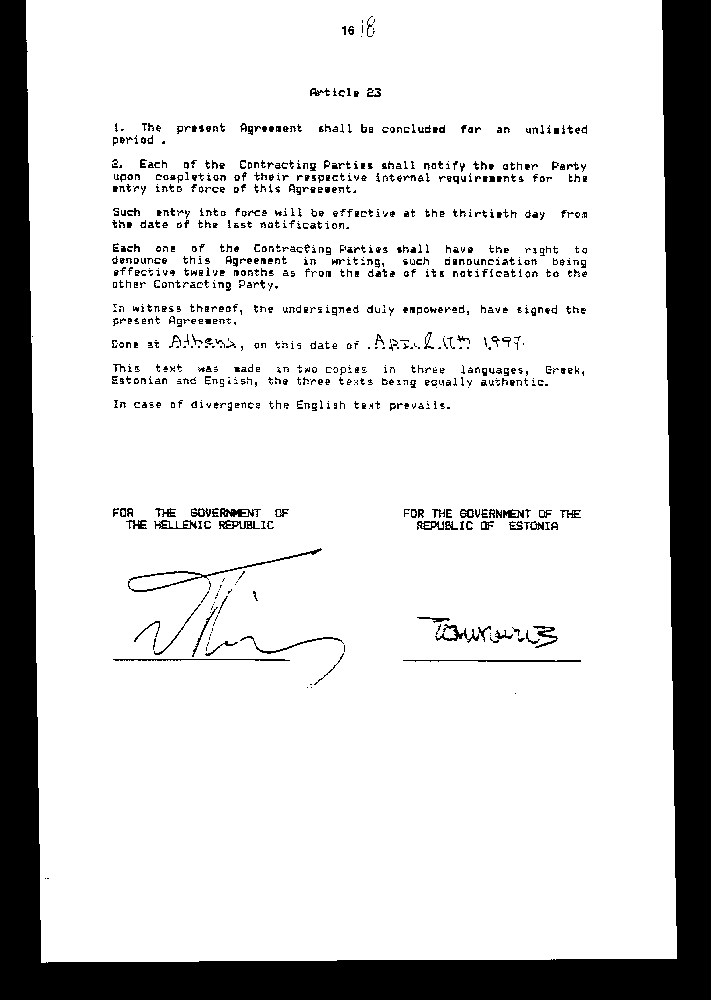 16 18
Article 23
1. The present Agreement shall be concluded for an unlimited
period .
2. Each of the Contracting Parties shall notify the other Party
upon completion of their respective internal requirements for the
entry into force of this Agreement.
Such entry into force will be effective at the thirtieth day from
the date of the last notification.
Each one of the Contracting Parties shall have the right to
denounce this Agreement in writing, such denounciation being
effective twelve months as from the date of its notification to the
other Contracting Party.
In witness thereof, the undersigned duly empowered, have signed the
present Agreement.
Done at Athens, on this date of April 17th 1997.
This text was made in two copies in three languages, Greek,
Estonian and English, the three texts being equally authentic.
In case of divergence the English text prevails.
FOR THE GOVERNMENT OF
THE HELLENIC REPUBLIC
FOR THE GOVERNMENT OF THE
REPUBLIC OF ESTONIA